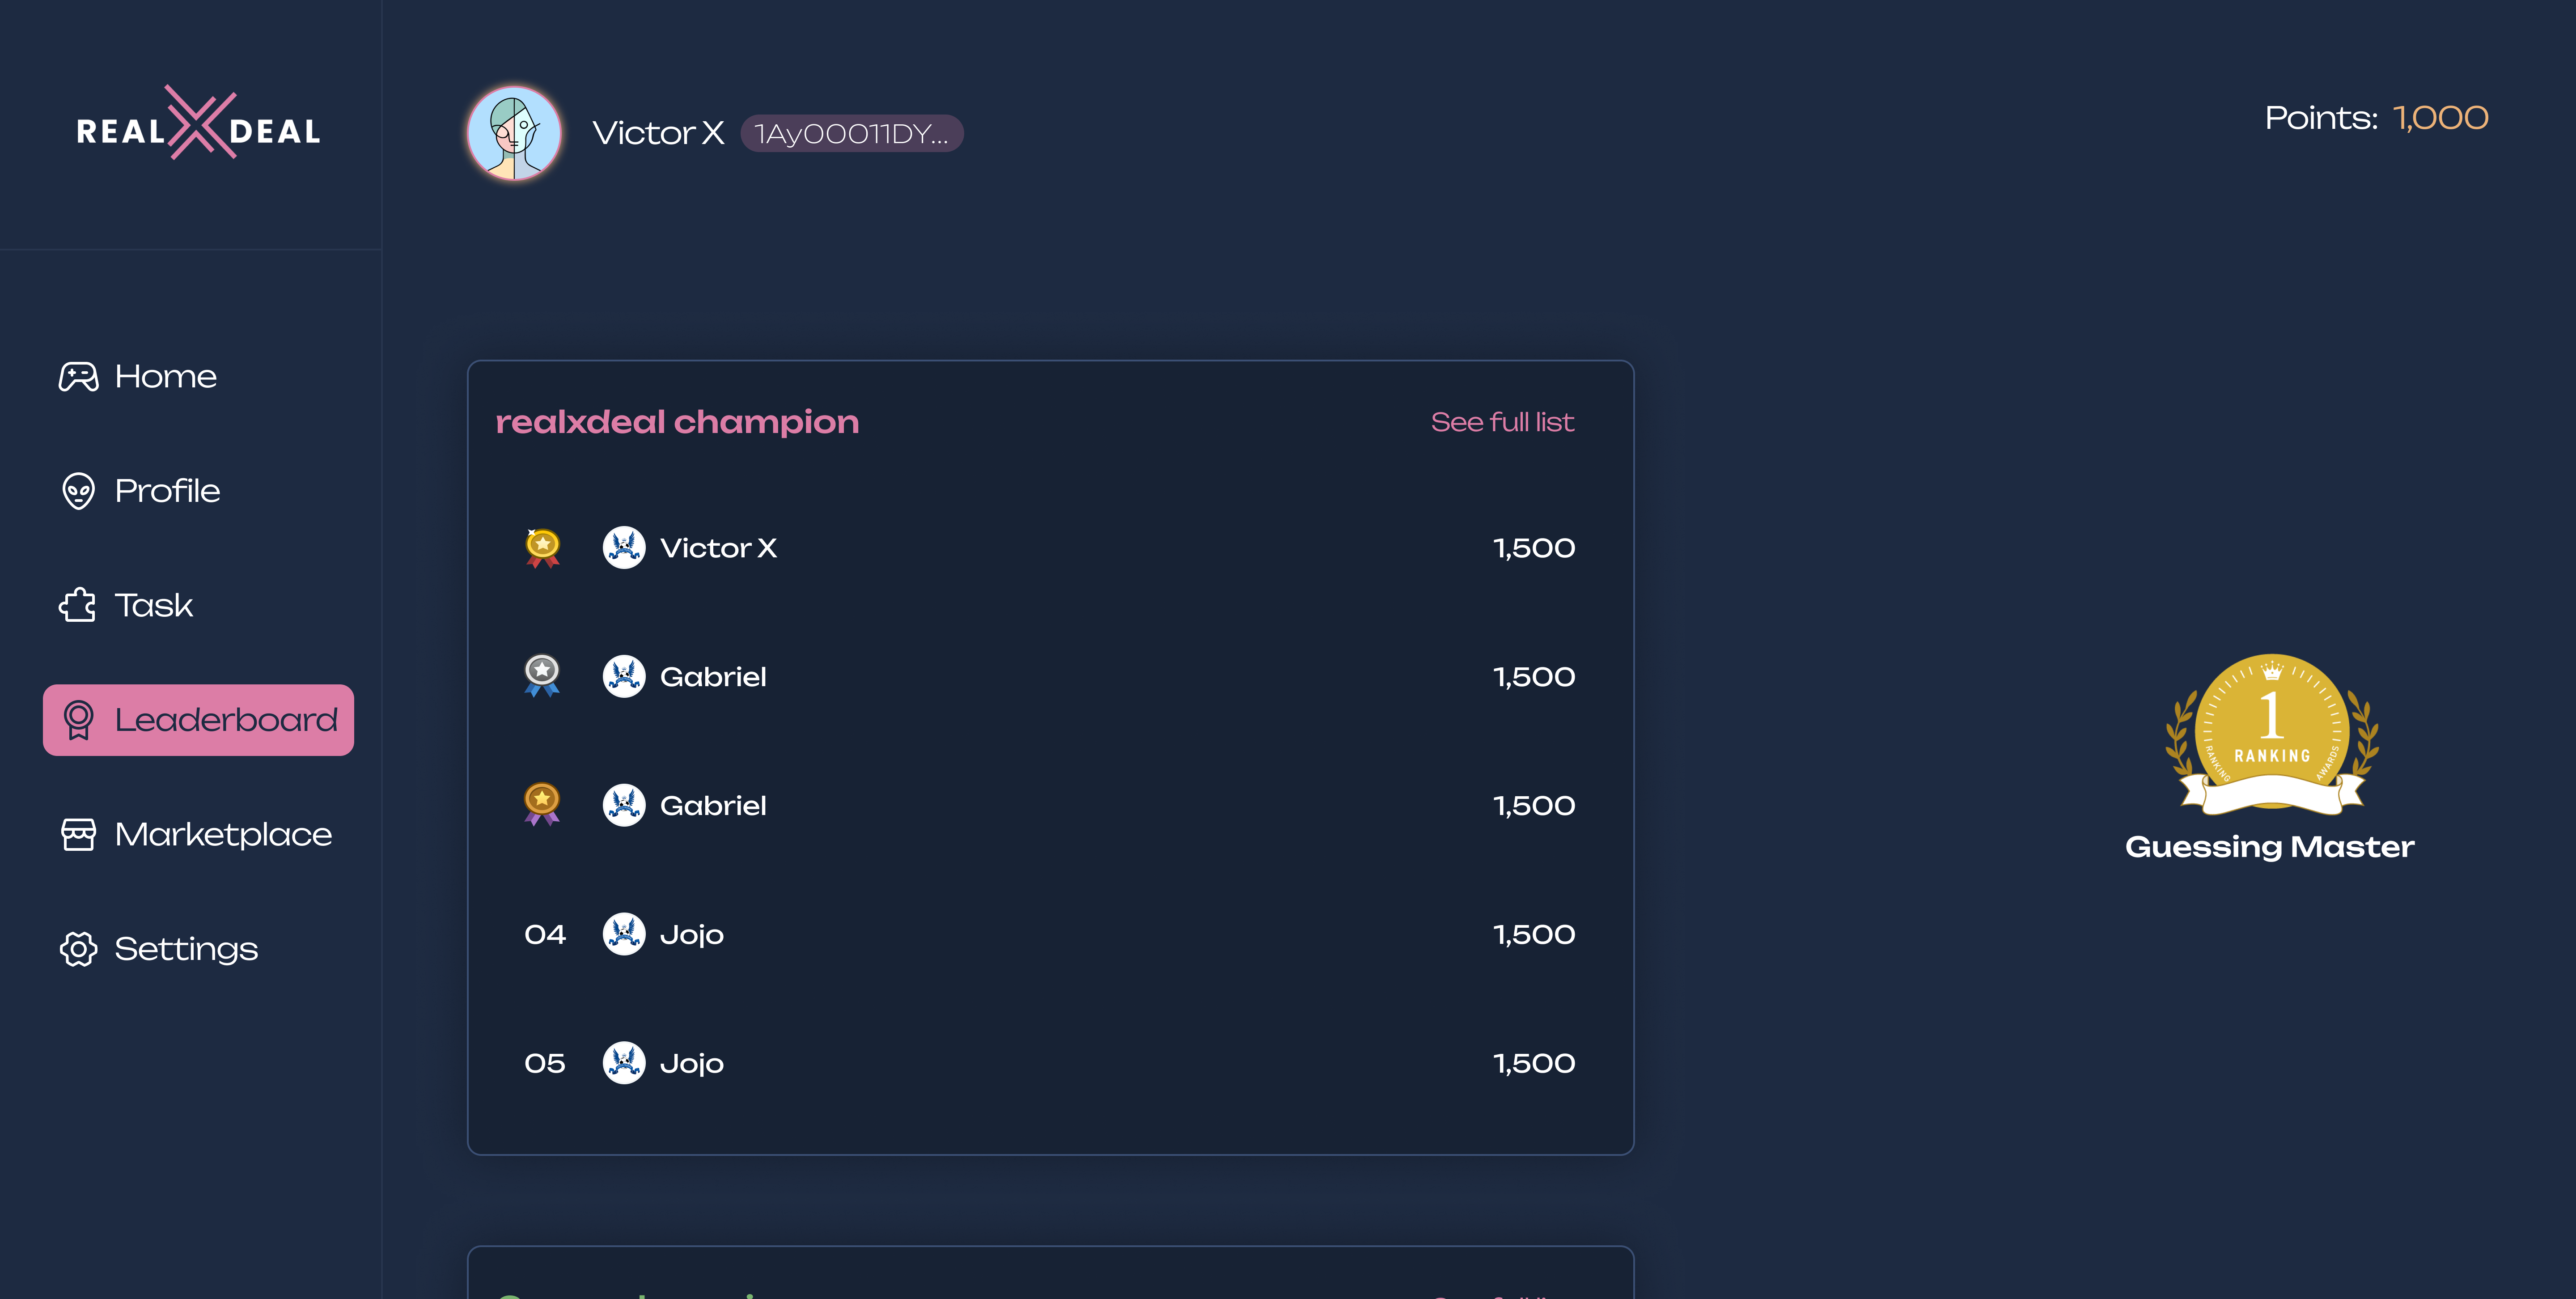 REAL DEAL
Victor X 1Ay00011DY...
Points: 1,000
Home
Profile
Task
Leaderboard
Marketplace
Settings
realxdeal champion See full list
Victor X 1,500
Gabriel 1,500
Gabriel 1,500
04 Jojo 1,500
05 Jojo 1,500
1
RANKING
RANKING AWARDS
Guessing Master